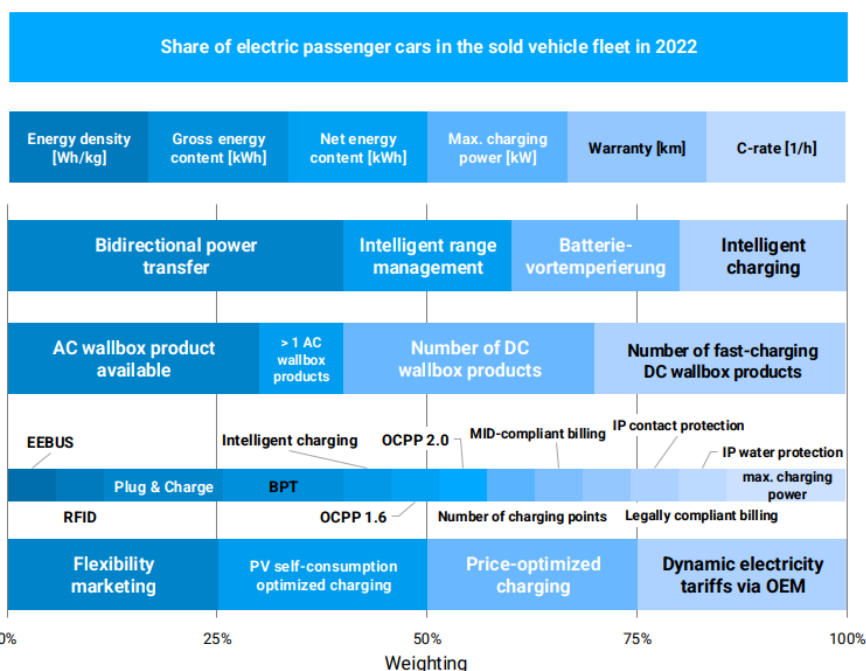 Share of electric passenger cars in the sold vehicle fleet in 2022
Energy density
[Wh/kg]
Gross energy
content [kWh]
Net energy
content [kWh]
Max. charging
power [kW]
Warranty [km]
C-rate [1/h]
Bidirectional power
transfer
Intelligent range
management
Batterie-
vortemperierung
Intelligent
charging
AC wallbox product
available
> 1 AC
wallbox
products
Number of DC
wallbox products
Number of fast-charging
DC wallbox products
EEBUS
Intelligent charging
OCPP 2.0
MID-compliant billing
IP contact protection
IP water protection
Plug & Charge
BPT
max. charging
power
RFID
OCPP 1.6
Number of charging points
Legally compliant billing
Flexibility
marketing
PV self-consumption
optimized charging
Price-optimized
charging
Dynamic electricity
tariffs via OEM
0%
25%
50%
75%
100%
Weighting